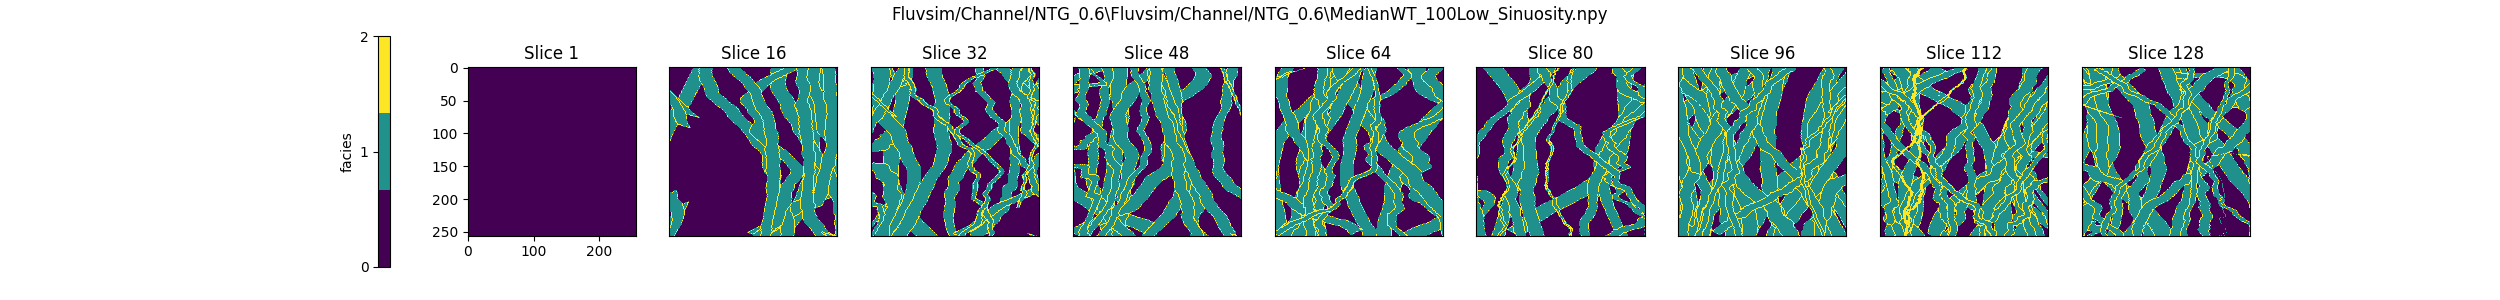 Fluvsim/Channel/NTG_0.6\Fluvsim/Channel/NTG_0.6\MedianWT_100Low_Sinuosity.npy
Slice 1
Slice 16
Slice 32
Slice 48
Slice 64
Slice 80
Slice 96
Slice 112
Slice 128
2
1
0
facies
0
50
100
150
200
250
0
100
200